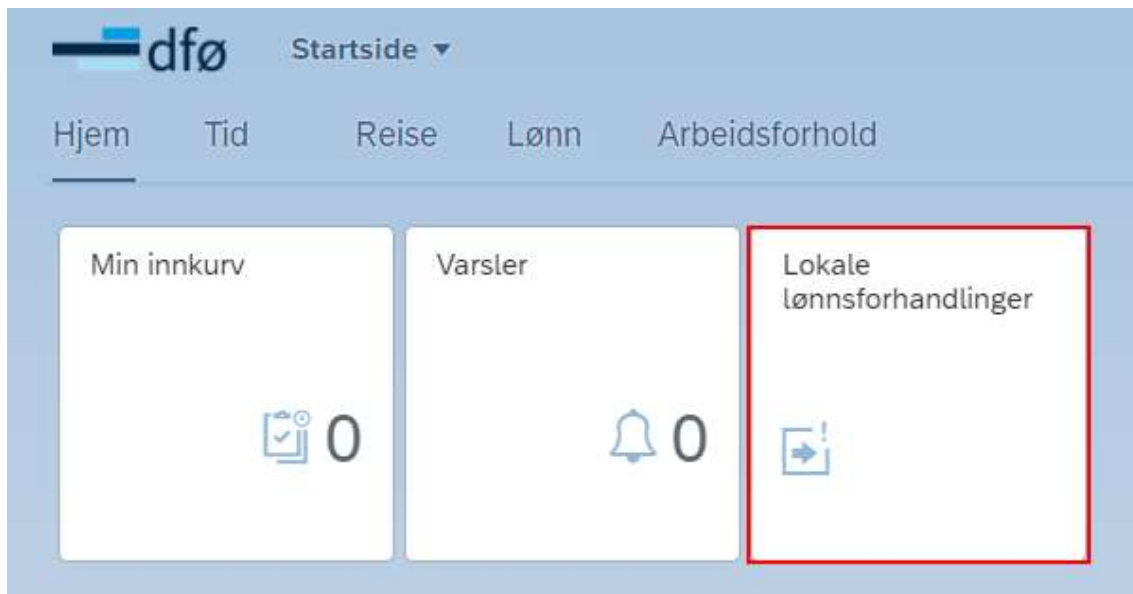 dfø Startside
Hjem Tid Reise Lønn Arbeidsforhold
Min innkurv
Varsler
Lokale
lønnsforhandlinger
0
0